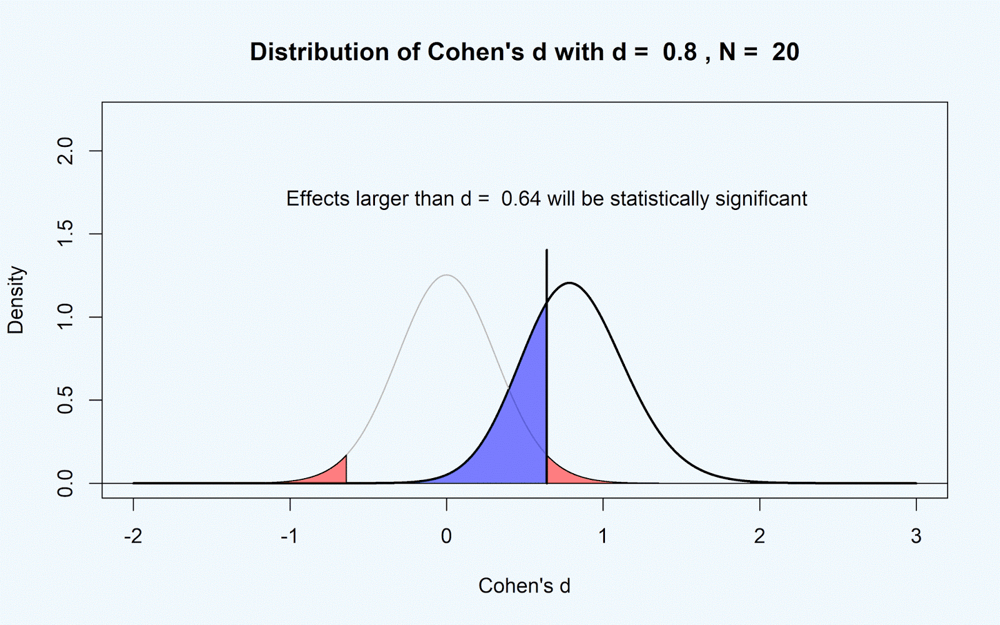 Distribution of Cohen's d with d =  0.8 , N =  20
Effects larger than d =  0.64 will be statistically significant
Density
2.0
1.5
1.0
0.5
0.0
-2 -1 0 1 2 3
Cohen's d